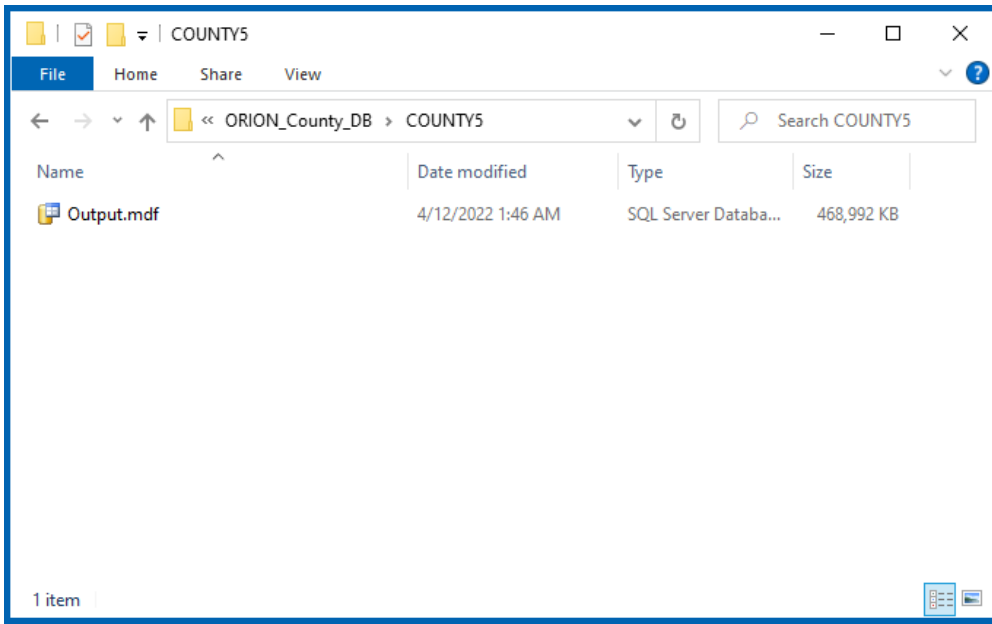 COUNTY5
File Home Share View
« ORION_County_DB > COUNTY5 Search COUNTY5
Name Date modified Type Size
Output.mdf 4/12/2022 1:46 AM SQL Server Databa... 468,992 KB
1 item